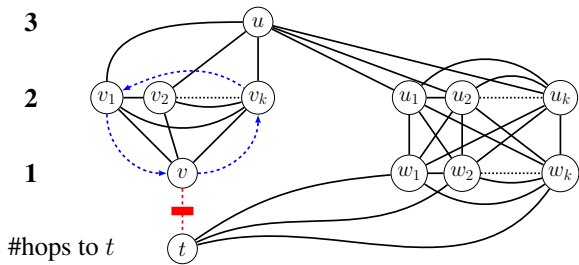 3 u
2 v₁ v₂ vₖ u₁ u₂ uₖ
1 v w₁ w₂ wₖ
#hops to t t